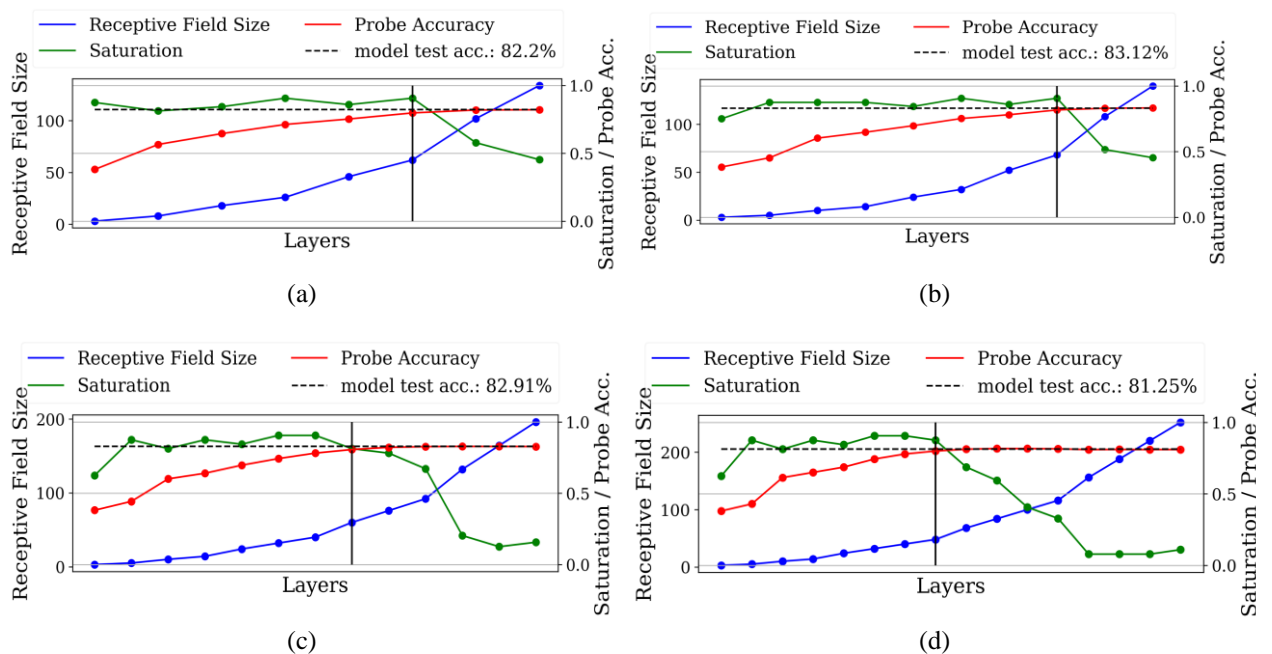 Receptive Field Size
Probe Accuracy
Saturation
model test acc.: 82.2%
Receptive Field Size
100
50
0
1.0
0.5
0.0
Saturation / Probe Acc.
Layers
(a)
Receptive Field Size
Probe Accuracy
Saturation
model test acc.: 83.12%
Receptive Field Size
100
50
0
1.0
0.5
0.0
Saturation / Probe Acc.
Layers
(b)
Receptive Field Size
Probe Accuracy
Saturation
model test acc.: 82.91%
Receptive Field Size
200
100
0
1.0
0.5
0.0
Saturation / Probe Acc.
Layers
(c)
Receptive Field Size
Probe Accuracy
Saturation
model test acc.: 81.25%
Receptive Field Size
200
100
0
1.0
0.5
0.0
Saturation / Probe Acc.
Layers
(d)